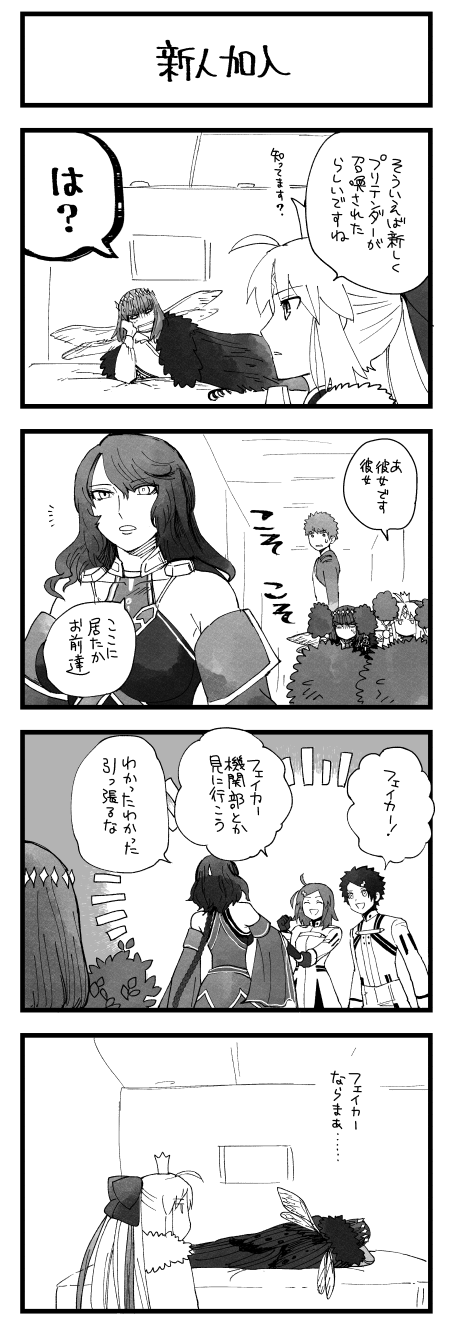 新人加入
そういえば新しく
プリテンダーが
召喚された
らしいですね
知ってます?
は?
あ
彼女です
彼女
こそ
こそ
ここに
居たか
お前達
フェイカー!
フェイカー
機関部とか
見に行こう
わかったわかった
引っ張るな
フェイカー
ならまぁ……